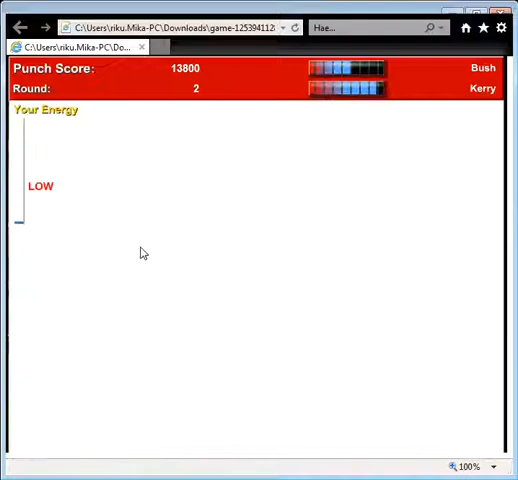 C:\Users\riku.Mika-PC\Downloads\game-1253941128
Hae...
C:\Users\riku.Mika-PC\Do...
Punch Score: 13800 Bush
Round: 2 Kerry
Your Energy
LOW
100%